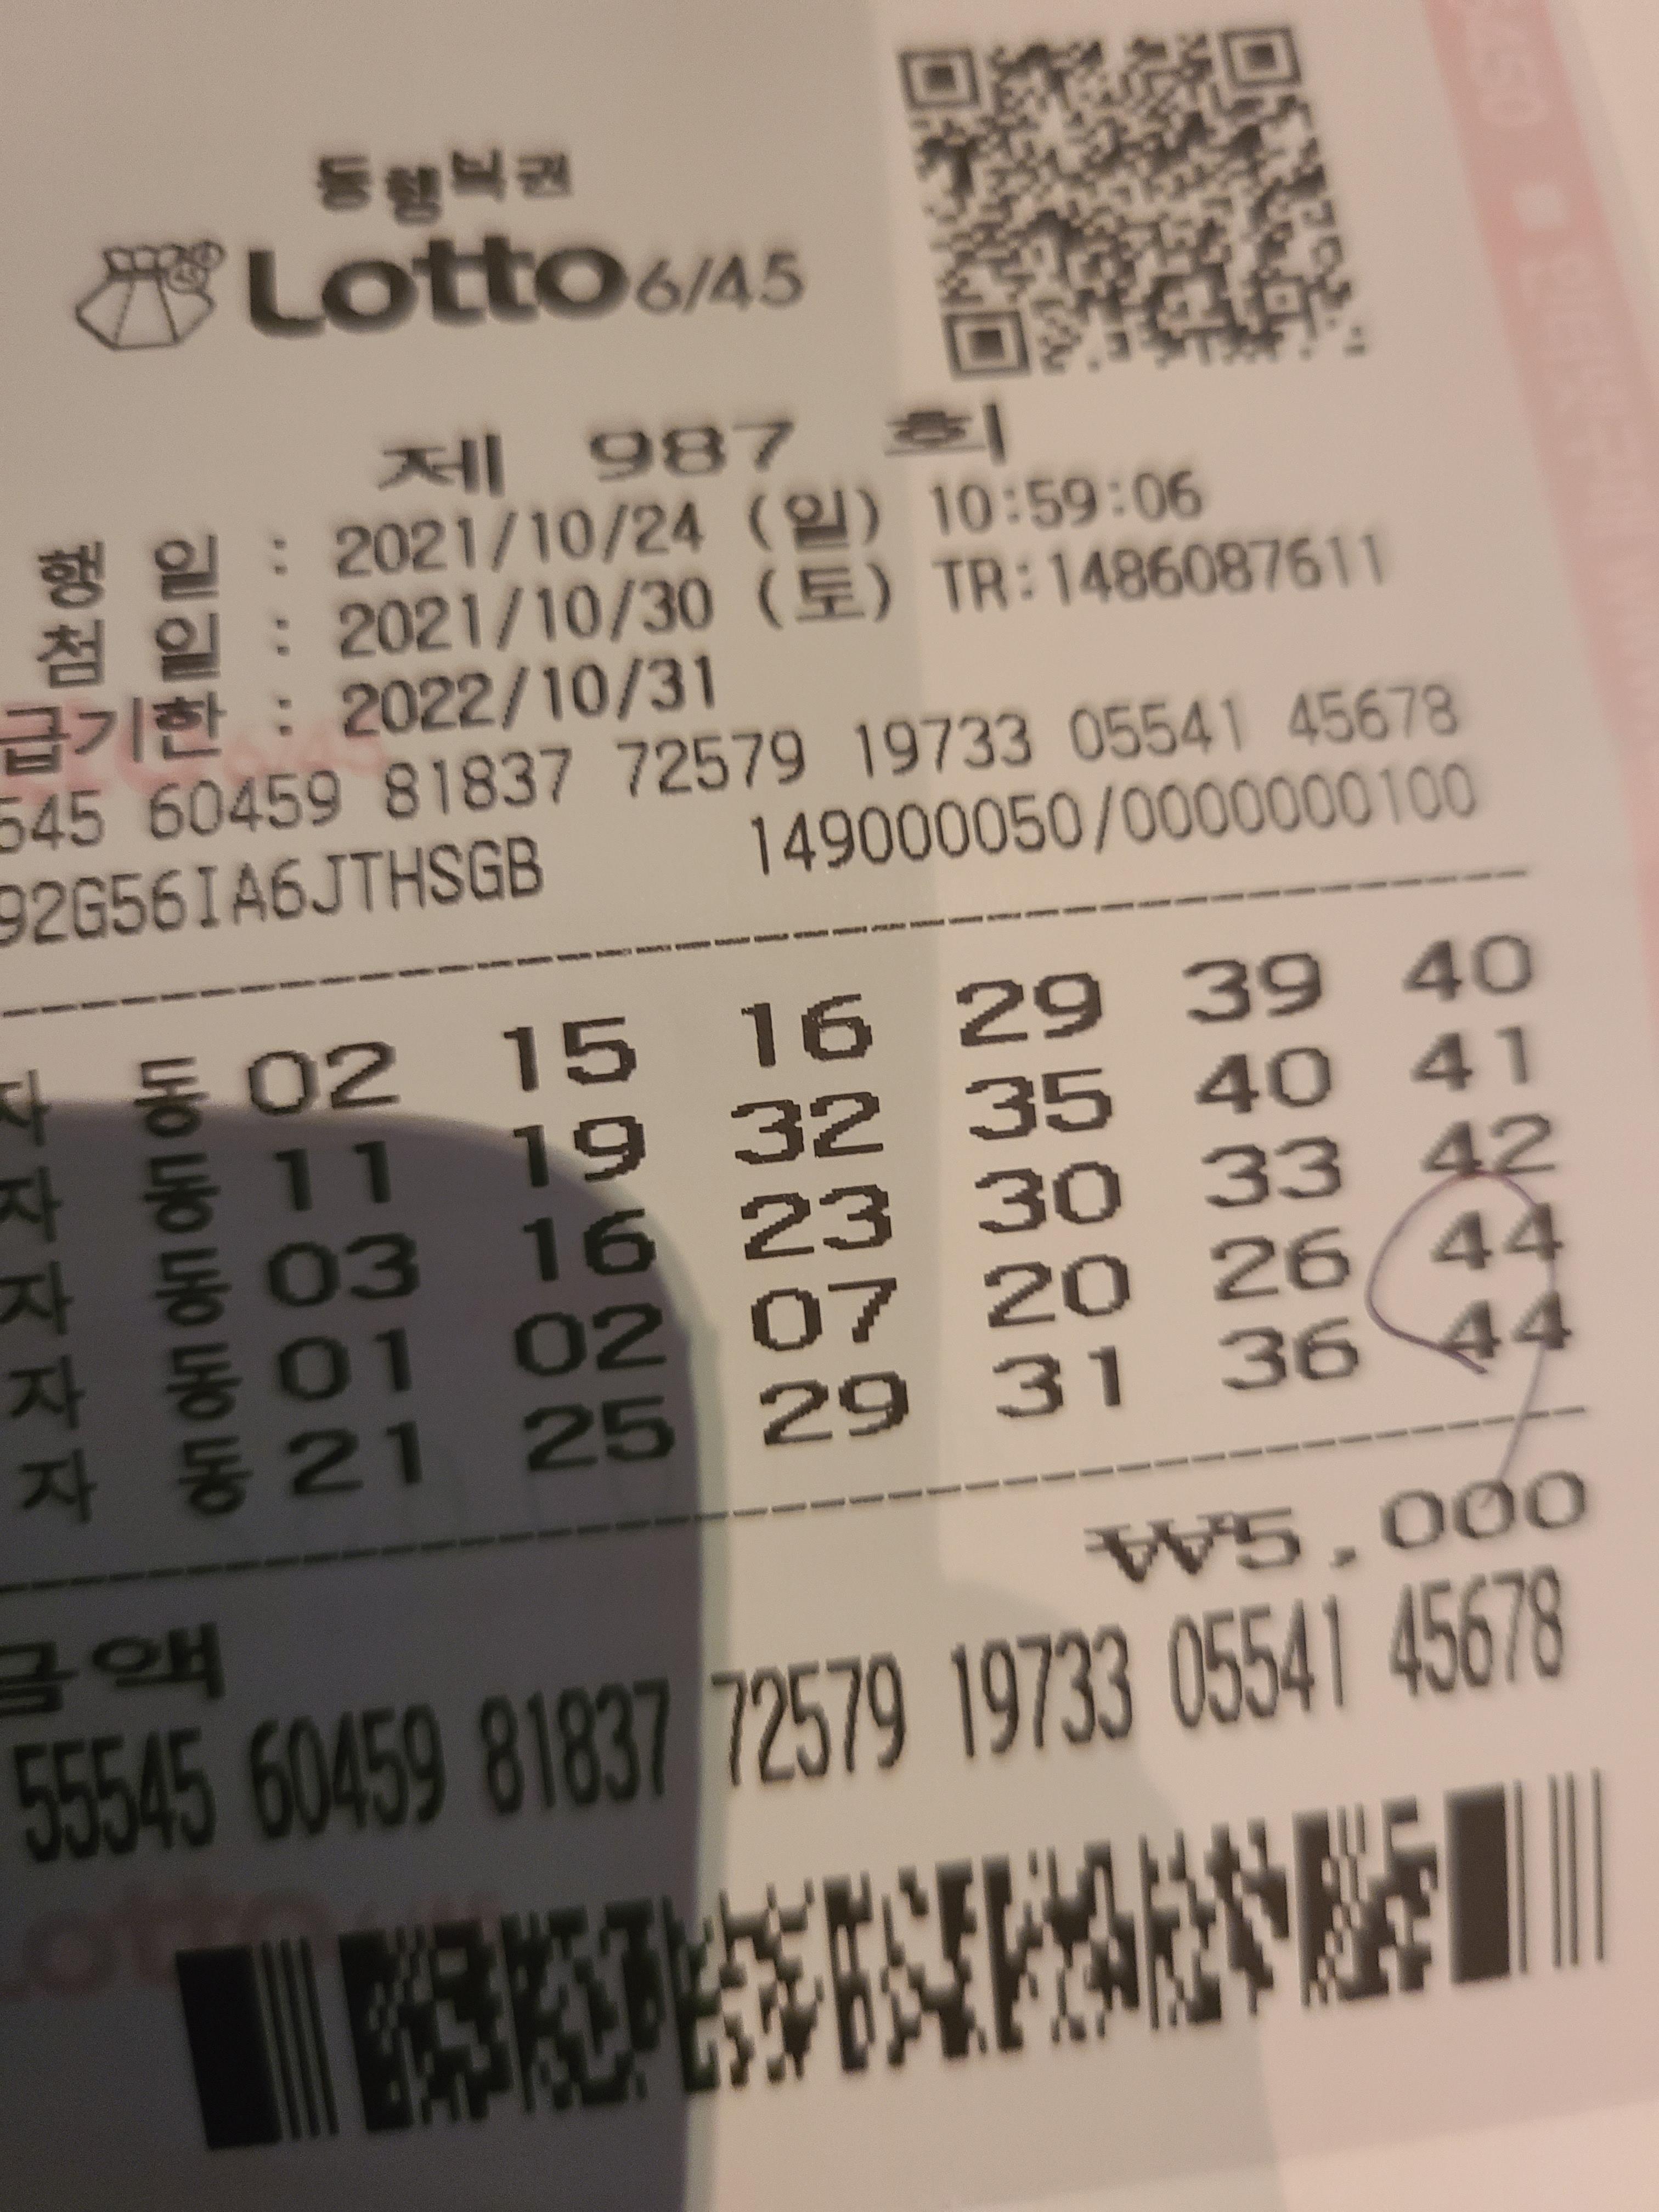 동행복권
Lotto 6/45
제 987 회
행 일 : 2021/10/24 (일) 10:59:06
첨 일 : 2021/10/30 (토) TR:1486087611
급기한 : 2022/10/31
545 60459 81837 72579 19733 05541 45678
92G56IA6JTHSGB 149000050/0000000100
자 동 02 15 16 29 39 40
자 동 11 19 32 35 40 41
자 동 03 16 23 30 33 42
자 동 01 02 07 20 26 44
자 동 21 25 29 31 36 44
금액 ₩5,000
55545 60459 81837 72579 19733 05541 45678